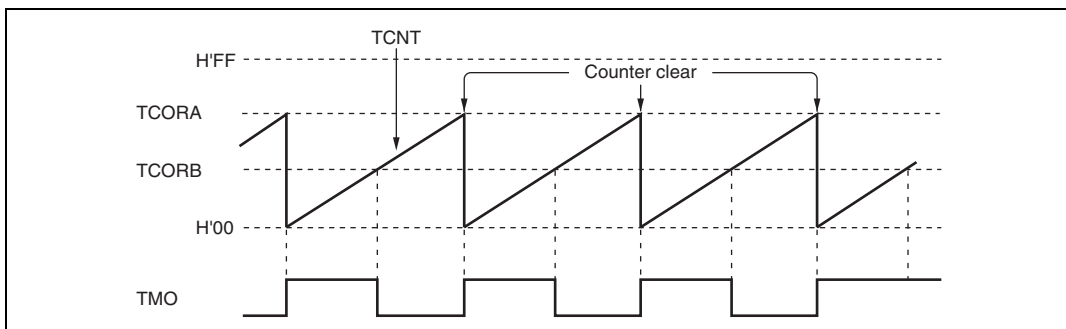 TCNT
H'FF
Counter clear
TCORA
TCORB
H'00
TMO